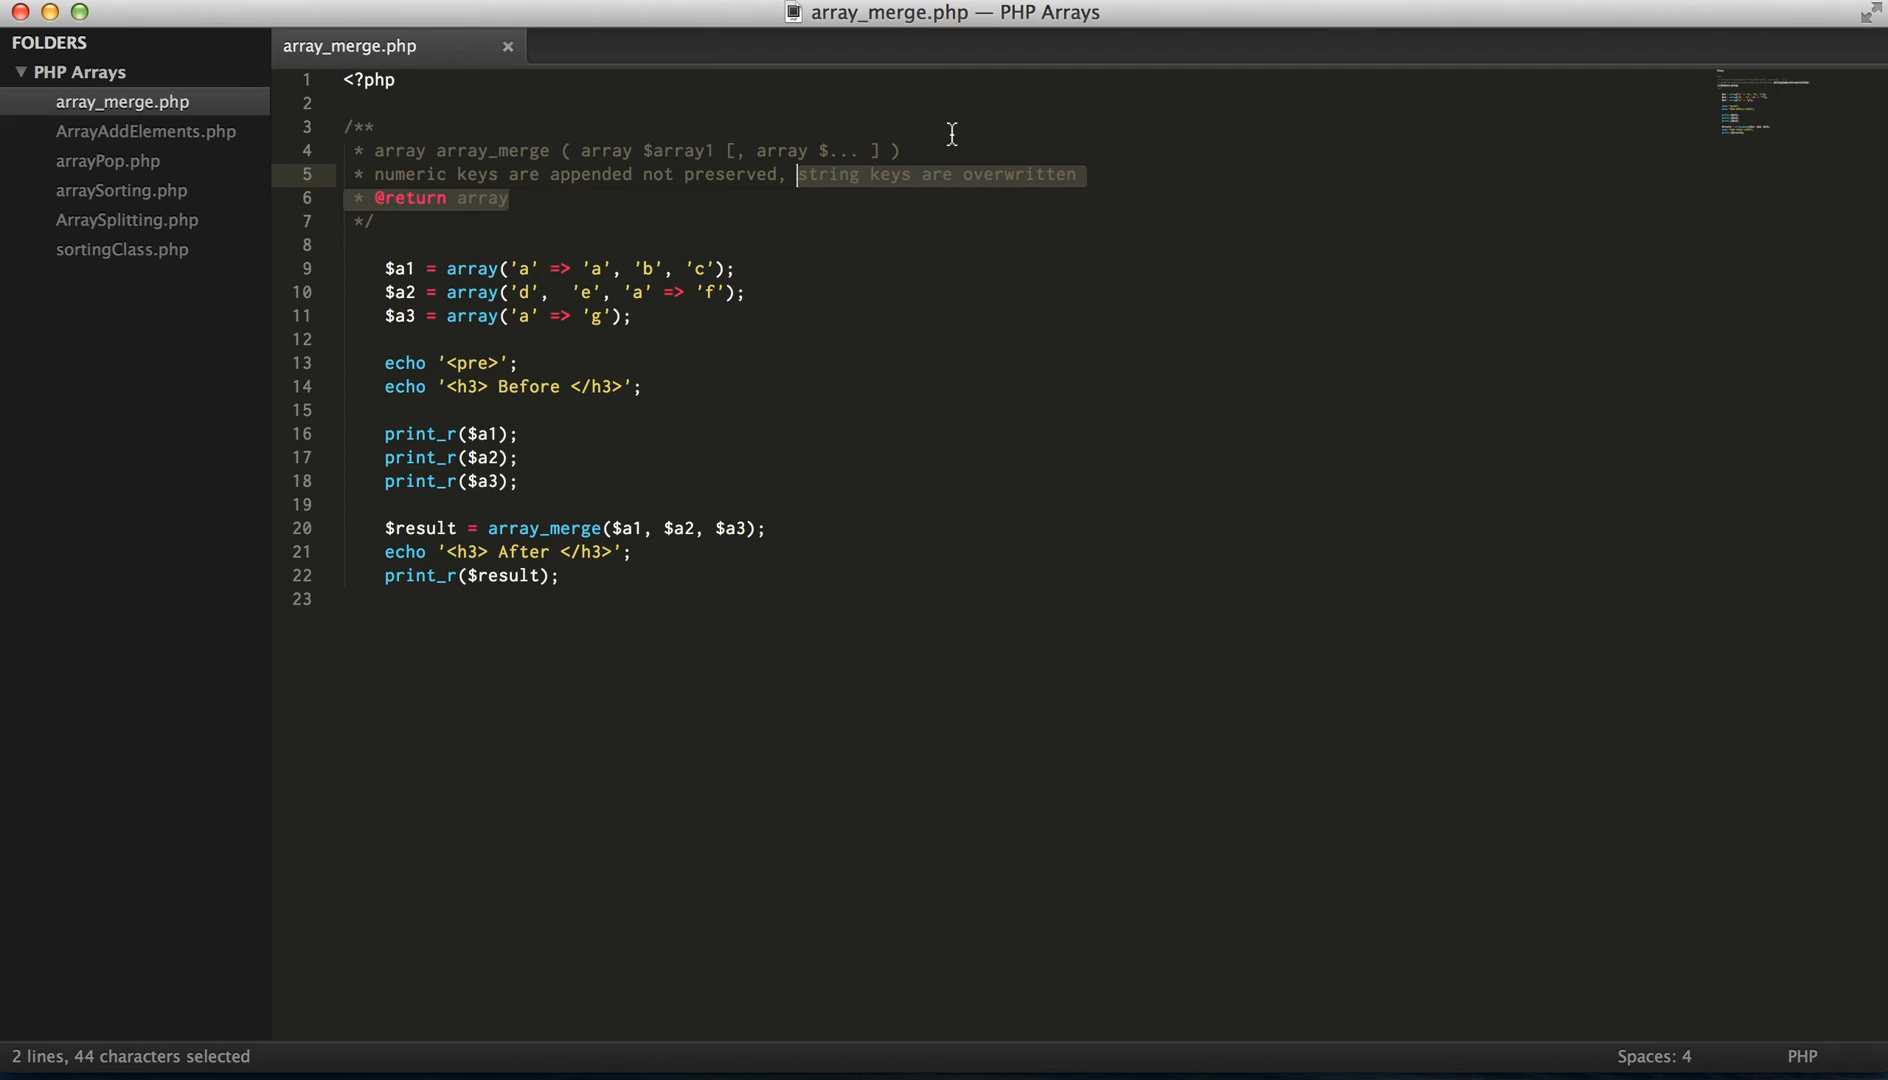 array_merge.php — PHP Arrays
FOLDERS
PHP Arrays
array_merge.php
ArrayAddElements.php
arrayPop.php
arraySorting.php
ArraySplitting.php
sortingClass.php
array_merge.php ×
1 <?php
2
3 /**
4 * array array_merge ( array $array1 [, array $... ] )
5 * numeric keys are appended not preserved, string keys are overwritten
6 * @return array
7 */
8
9 $a1 = array('a' => 'a', 'b', 'c');
10 $a2 = array('d',  'e', 'a' => 'f');
11 $a3 = array('a' => 'g');
12
13 echo '<pre>';
14 echo '<h3> Before </h3>';
15
16 print_r($a1);
17 print_r($a2);
18 print_r($a3);
19
20 $result = array_merge($a1, $a2, $a3);
21 echo '<h3> After </h3>';
22 print_r($result);
23
2 lines, 44 characters selected
Spaces: 4
PHP